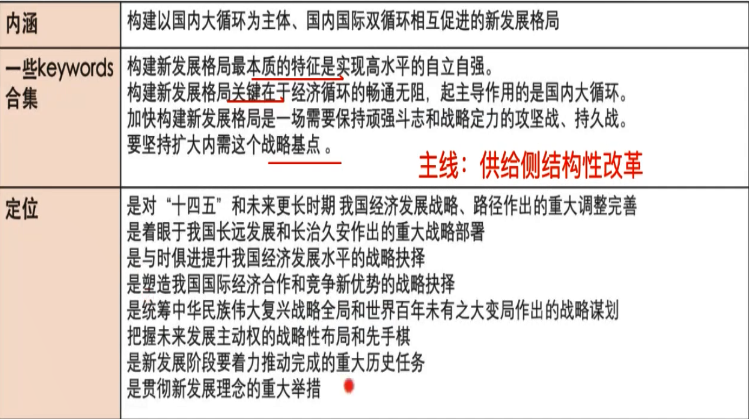 内涵
构建以国内大循环为主体、国内国际双循环相互促进的新发展格局
一些keywords
合集
构建新发展格局最本质的特征是实现高水平的自立自强。
构建新发展格局关键在于经济循环的畅通无阻，起主导作用的是国内大循环。
加快构建新发展格局是一场需要保持顽强斗志和战略定力的攻坚战、持久战。
要坚持扩大内需这个战略基点 。
主线：供给侧结构性改革
定位
是对“十四五”和未来更长时期 我国经济发展战略、路径作出的重大调整完善
是着眼于我国长远发展和长治久安作出的重大战略部署
是与时俱进提升我国经济发展水平的战略抉择
是塑造我国国际经济合作和竞争新优势的战略抉择
是统筹中华民族伟大复兴战略全局和世界百年未有之大变局作出的战略谋划
把握未来发展主动权的战略性布局和先手棋
是新发展阶段要着力推动完成的重大历史任务
是贯彻新发展理念的重大举措